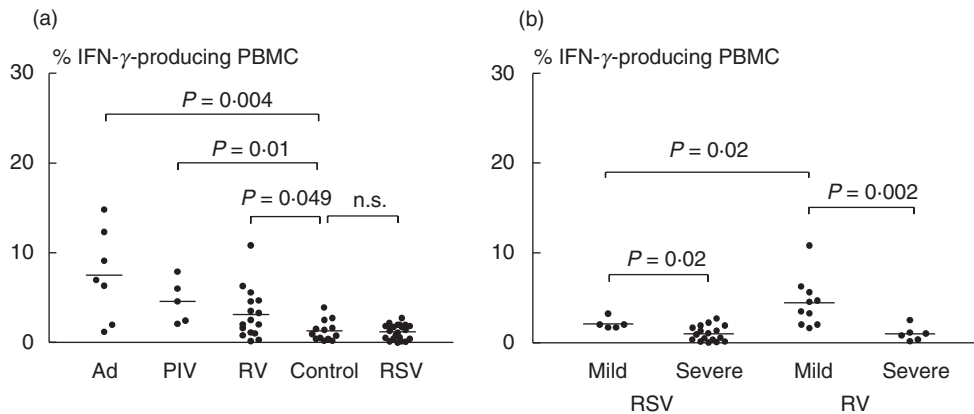 (a)
% IFN-γ-producing PBMC
30
20
10
0
P = 0·004
P = 0·01
P = 0·049
n.s.
Ad PIV RV Control RSV
(b)
% IFN-γ-producing PBMC
30
20
10
0
P = 0·02
P = 0·002
P = 0·02
Mild Severe Mild Severe
RSV RV